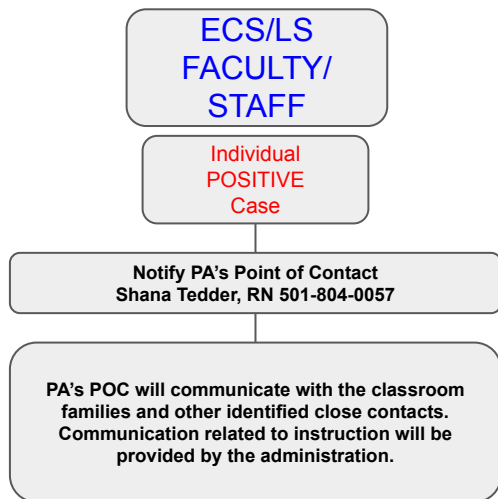 ECS/LS
FACULTY/
STAFF
Individual
POSITIVE
Case
Notify PA's Point of Contact
Shana Tedder, RN 501-804-0057
PA's POC will communicate with the classroom
families and other identified close contacts.
Communication related to instruction will be
provided by the administration.